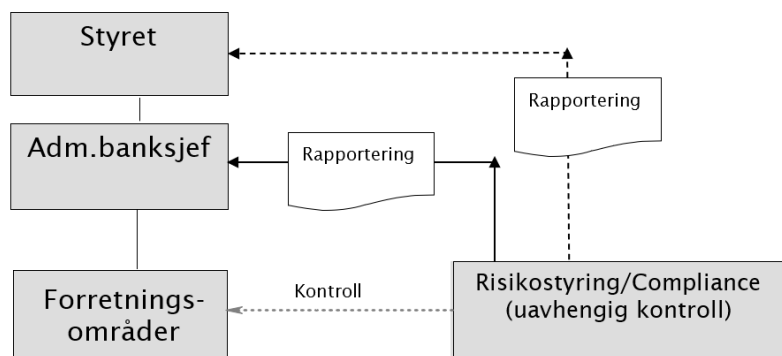 Styret
Rapportering
Adm.banksjef
Rapportering
Forretnings-
områder
Kontroll
Risikostyring/Compliance
(uavhengig kontroll)